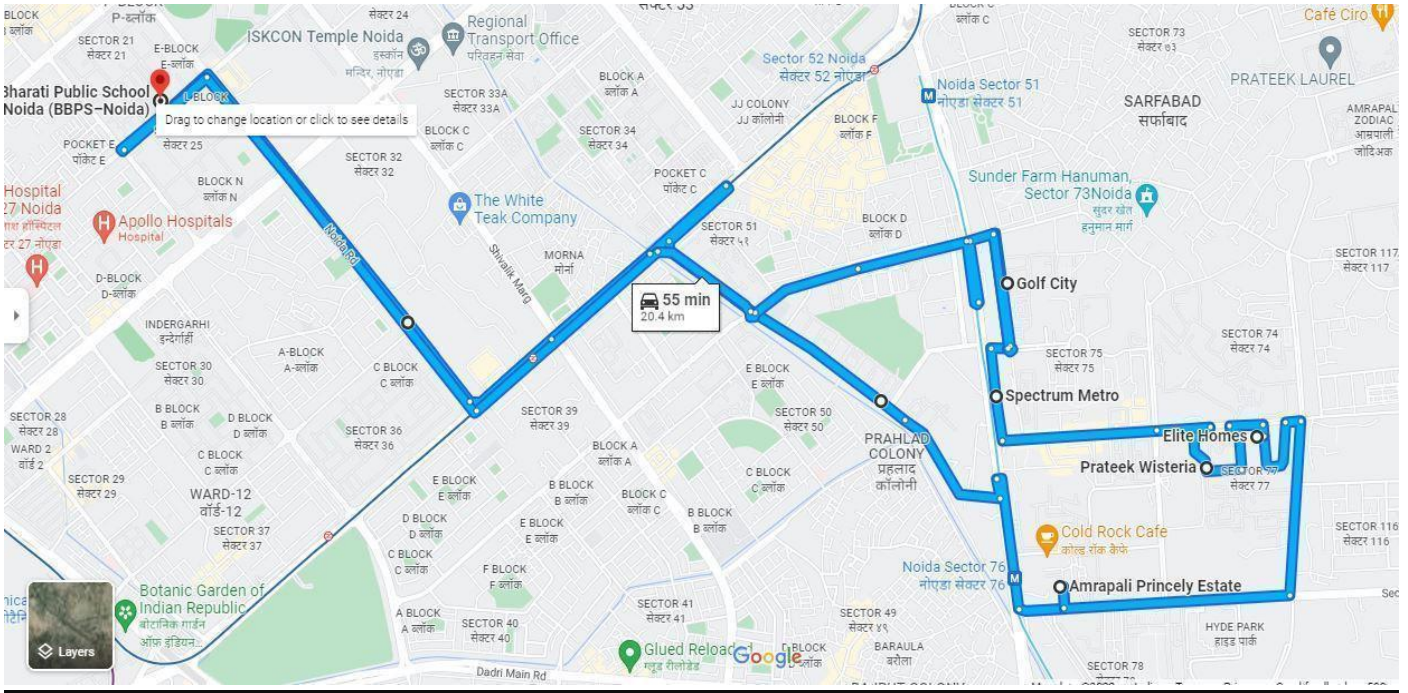 BLOCK
ब्लॉक
P-ब्लॉक
SECTOR 21
सेक्टर 21
E-BLOCK
E-ब्लॉक
सेक्टर 24
ISKCON Temple Noida
इस्कॉन
मन्दिर, नोएडा
Regional
Transport Office
परिवहन सेवा
BLOCK A
ब्लॉक A
Sector 52 Noida
सेक्टर 52 नोएडा
ब्लॉक C
Noida Sector 51
नोएडा सेक्टर 51
SECTOR 73
सेक्टर ७३
Café Ciro
PRATEEK LAUREL
SARFABAD
सर्फाबाद
AMRAPAL
ZODIAC
आम्रपाली
जोदिअक
Bharati Public School
Noida (BBPS–Noida)
L BLOCK
Drag to change location or click to see details
SECTOR 33A
सेक्टर 33A
BLOCK C
ब्लॉक C
SECTOR 34
सेक्टर 34
JJ COLONY
JJ कॉलोनी
BLOCK F
ब्लॉक F
POCKET E
पॉकेट E
सेक्टर 25
SECTOR 32
सेक्टर 32
BLOCK N
ब्लॉक N
POCKET C
पॉकेट C
Sunder Farm Hanuman,
Sector 73Noida
सुंदर खेत
हनुमान मार्ग
Hospital
27 Noida
Apollo Hospitals
Hospital
The White
Teak Company
Noida Rd
Shivalik Marg
MORNA
मोर्ना
SECTOR 51
सेक्टर ५१
BLOCK D
ब्लॉक D
SECTOR 117
सेक्टर 117
D-BLOCK
D-ब्लॉक
55 min
20.4 km
Golf City
INDERGARHI
इन्देर्गार्ही
SECTOR 30
सेक्टर 30
A-BLOCK
A-ब्लॉक
C BLOCK
C ब्लॉक
E BLOCK
E ब्लॉक
SECTOR 75
सेक्टर 75
SECTOR 74
सेक्टर 74
Spectrum Metro
SECTOR 28
सेक्टर 28
B BLOCK
B ब्लॉक
D BLOCK
D ब्लॉक
SECTOR 36
सेक्टर 36
SECTOR 39
सेक्टर 39
SECTOR 50
सेक्टर 50
WARD 2
वॉर्ड 2
C BLOCK
C ब्लॉक
BLOCK A
ब्लॉक A
PRAHLAD
COLONY
प्रहलाद
कॉलोनी
Elite Homes
Prateek Wisteria
SECTOR 77
सेक्टर 77
SECTOR 29
सेक्टर 29
WARD-12
वॉर्ड-12
E BLOCK
E ब्लॉक
B BLOCK
B ब्लॉक
BLOCK C
ब्लॉक C
C BLOCK
C ब्लॉक
SECTOR 37
सेक्टर 37
D BLOCK
D ब्लॉक
E BLOCK
E ब्लॉक
B BLOCK
B ब्लॉक
Cold Rock Cafe
कोल्ड रॉक कैफे
SECTOR 116
सेक्टर 116
C BLOCK
C ब्लॉक
F BLOCK
F ब्लॉक
Noida Sector 76
नोएडा सेक्टर 76
Amrapali Princely Estate
Botanic Garden of
Indian Republic
बोटानिक गार्डन
ऑफ़ इंडियन...
A BLOCK
A ब्लॉक
SECTOR 40
सेक्टर 40
SECTOR 41
सेक्टर 41
SECTOR 49
सेक्टर ४९
HYDE PARK
हाइड पार्क
Layers
Glued Reloaded
ग्लूड रीलोडेड
Google
BARAULA
बरौला
Dadri Main Rd
SECTOR 78